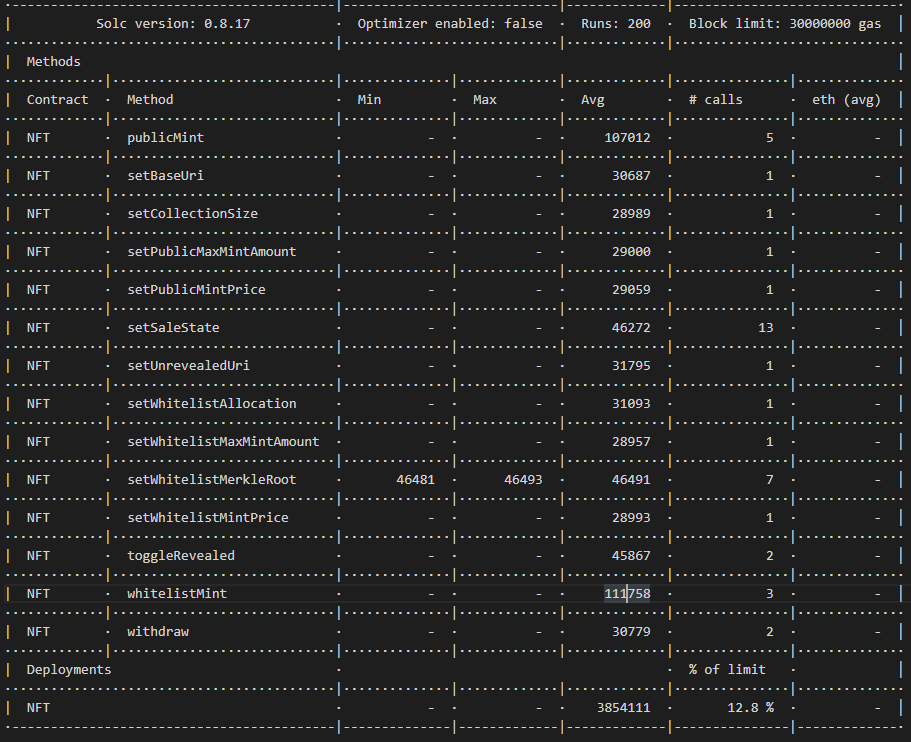 Solc version: 0.8.17 · Optimizer enabled: false · Runs: 200 · Block limit: 30000000 gas
Methods
Contract · Method · Min · Max · Avg · # calls · eth (avg)
NFT · publicMint · - · - · 107012 · 5 · -
NFT · setBaseUri · - · - · 30687 · 1 · -
NFT · setCollectionSize · - · - · 28989 · 1 · -
NFT · setPublicMaxMintAmount · - · - · 29000 · 1 · -
NFT · setPublicMintPrice · - · - · 29059 · 1 · -
NFT · setSaleState · - · - · 46272 · 13 · -
NFT · setUnrevealedUri · - · - · 31795 · 1 · -
NFT · setWhitelistAllocation · - · - · 31093 · 1 · -
NFT · setWhitelistMaxMintAmount · - · - · 28957 · 1 · -
NFT · setWhitelistMerkleRoot · 46481 · 46493 · 46491 · 7 · -
NFT · setWhitelistMintPrice · - · - · 28993 · 1 · -
NFT · toggleRevealed · - · - · 45867 · 2 · -
NFT · whitelistMint · - · - · 111758 · 3 · -
NFT · withdraw · - · - · 30779 · 2 · -
Deployments · · % of limit ·
NFT · - · - · 3854111 · 12.8 % · -